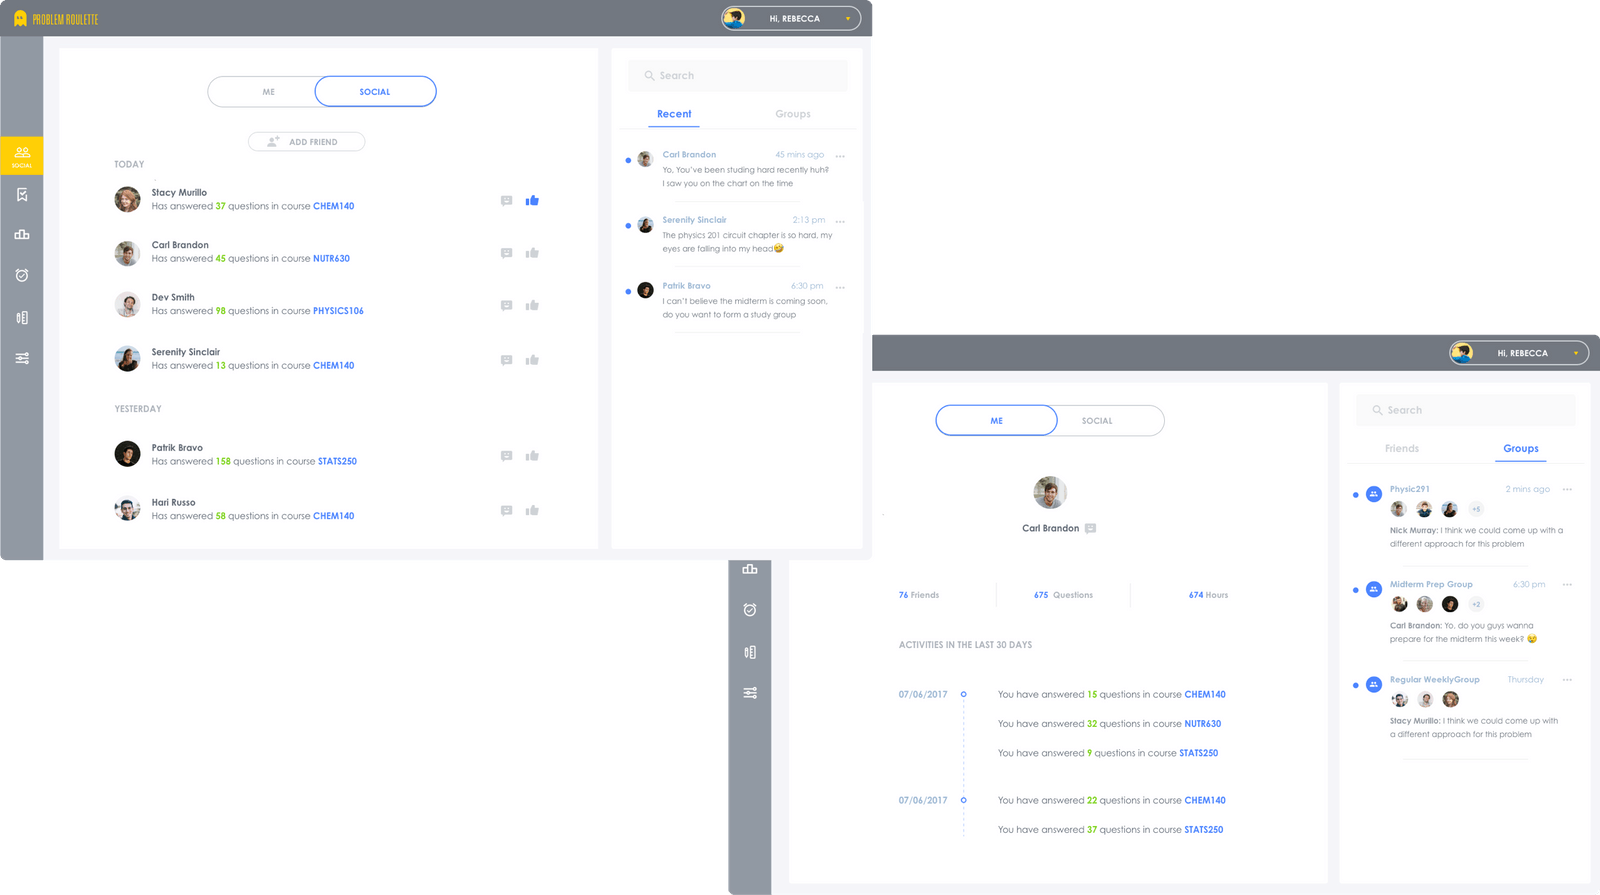 PROBLEM ROULETTE
Hi, REBECCA
ME
SOCIAL
ADD FRIEND
SOCIAL
TODAY
Stacy Murillo
Has answered 37 questions in course CHEM140
Carl Brandon
Has answered 45 questions in course NUTR630
Dev Smith
Has answered 98 questions in course PHYSICS106
Serenity Sinclair
Has answered 13 questions in course CHEM140
YESTERDAY
Patrik Bravo
Has answered 158 questions in course STATS250
Hari Russo
Has answered 58 questions in course CHEM140
Search
Recent
Groups
Carl Brandon
45 mins ago
Yo, You've been studing hard recently huh?
I saw you on the chart on the time
Serenity Sinclair
2:13 pm
The physics 201 circuit chapter is so hard, my
eyes are falling into my head🤣
Patrik Bravo
6:30 pm
I can't believe the midterm is coming soon,
do you want to form a study group
Hi, REBECCA
ME
SOCIAL
Carl Brandon
76 Friends
675 Questions
674 Hours
ACTIVITIES IN THE LAST 30 DAYS
07/06/2017
You have answered 15 questions in course CHEM140
You have answered 32 questions in course NUTR630
You have answered 9 questions in course STATS250
07/06/2017
You have answered 22 questions in course CHEM140
You have answered 37 questions in course STATS250
Search
Friends
Groups
Physic291
2 mins ago
+5
Nick Murray: I think we could come up with a
different approach for this problem
Midterm Prep Group
6:30 pm
+2
Carl Brandon: Yo, do you guys wanna
prepare for the midterm this week? 😢
Regular WeeklyGroup
Thursday
Stacy Murillo: I think we could come up with
a different approach for this problem